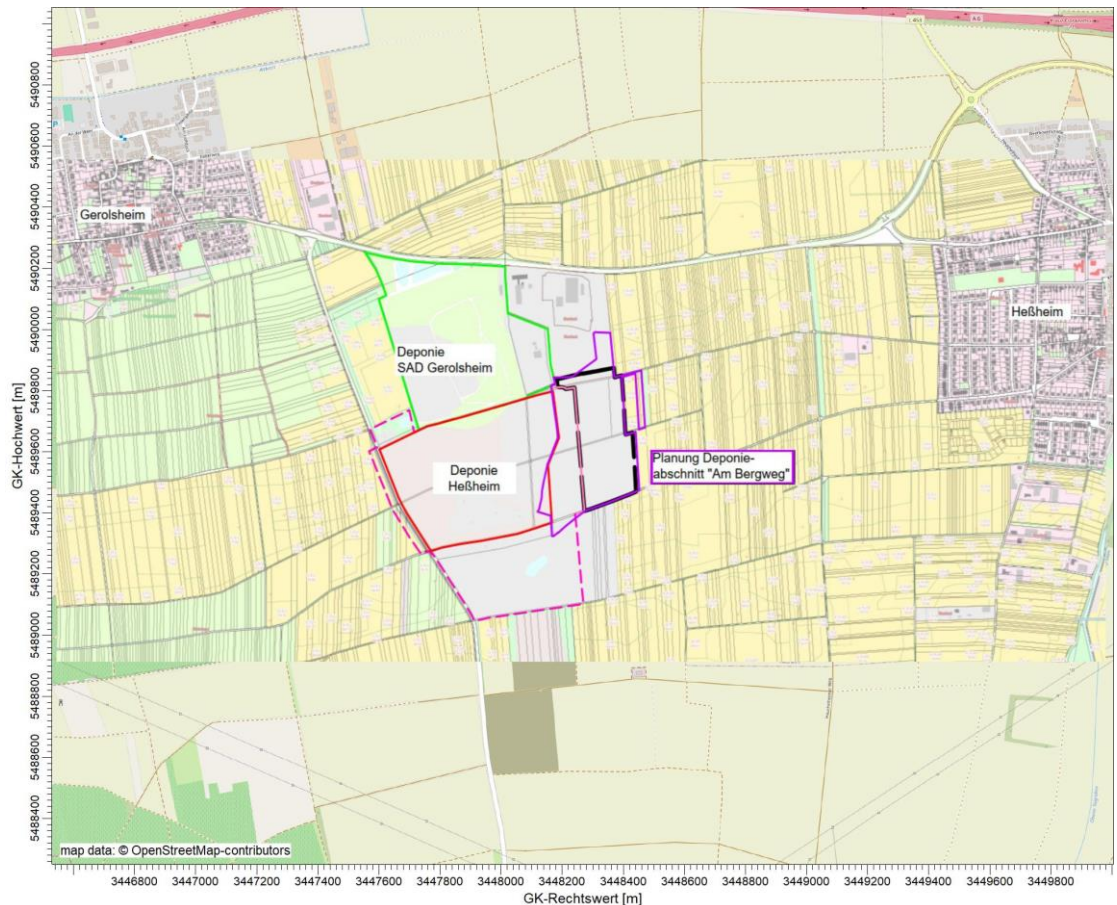 L 453
A 6
Gerolsheim
Heßheim
Deponie
SAD Gerolsheim
Deponie
Heßheim
Planung Deponie-
abschnitt "Am Bergweg"
map data: © OpenStreetMap-contributors
GK-Hochwert [m]
5490800
5490600
5490400
5490200
5490000
5489800
5489600
5489400
5489200
5489000
5488800
5488600
5488400
3446800
3447000
3447200
3447400
3447600
3447800
3448000
3448200
3448400
3448600
3448800
3449000
3449200
3449400
3449600
3449800
GK-Rechtswert [m]